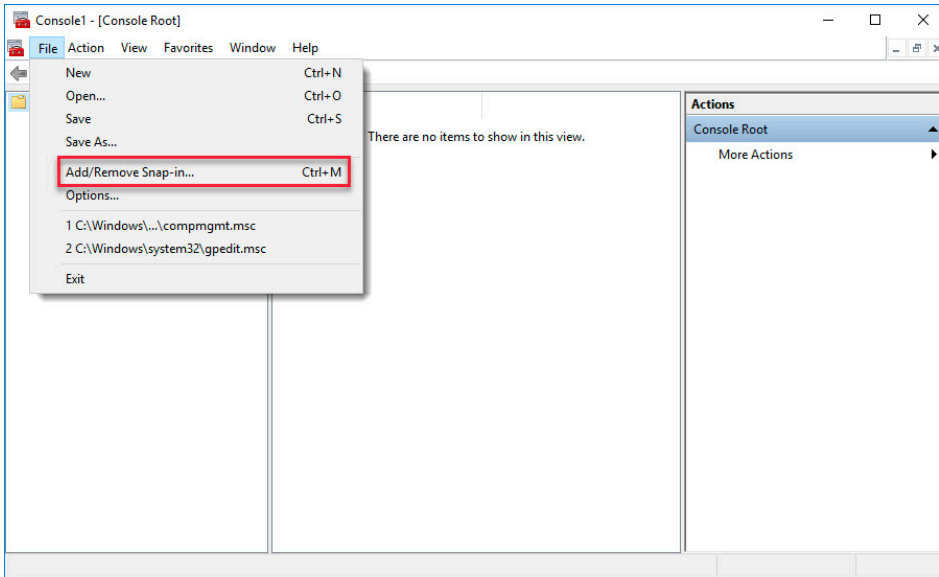 Console1 - [Console Root]
File Action View Favorites Window Help
New Ctrl+N
Open... Ctrl+O
Save Ctrl+S
Save As...
Add/Remove Snap-in... Ctrl+M
Options...
1 C:\Windows\...\compmgmt.msc
2 C:\Windows\system32\gpedit.msc
Exit
There are no items to show in this view.
Actions
Console Root
More Actions